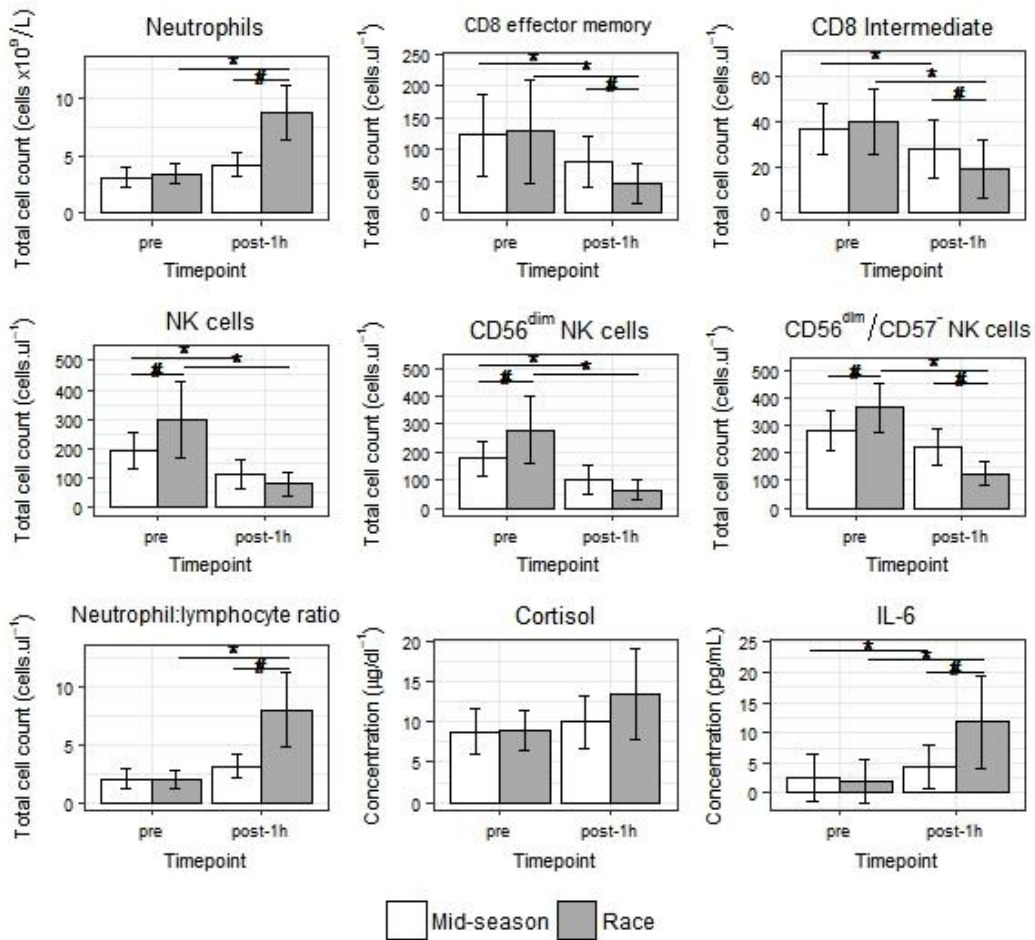 Neutrophils
Total cell count (cells x10⁹/L)
10
5
0
*
#
pre
post-1h
Timepoint
CD8 effector memory
Total cell count (cells.ul⁻¹)
250
200
150
100
50
0
*
*
#
pre
post-1h
Timepoint
CD8 Intermediate
Total cell count (cells.ul⁻¹)
60
40
20
0
*
*
#
pre
post-1h
Timepoint
NK cells
Total cell count (cells.ul⁻¹)
500
400
300
200
100
0
*
*
#
pre
post-1h
Timepoint
CD56ᵈⁱᵐ NK cells
Total cell count (cells.ul⁻¹)
500
400
300
200
100
0
*
*
#
pre
post-1h
Timepoint
CD56ᵈⁱᵐ/CD57⁻ NK cells
Total cell count (cells.ul⁻¹)
500
400
300
200
100
0
#
*
#
pre
post-1h
Timepoint
Neutrophil:lymphocyte ratio
Total cell count (cells.ul⁻¹)
10
5
0
*
#
pre
post-1h
Timepoint
Cortisol
Concentration (µg/dl⁻¹)
20
15
10
5
0
pre
post-1h
Timepoint
IL-6
Concentration (pg/mL)
25
20
15
10
5
0
*
*
#
pre
post-1h
Timepoint
Mid-season
Race